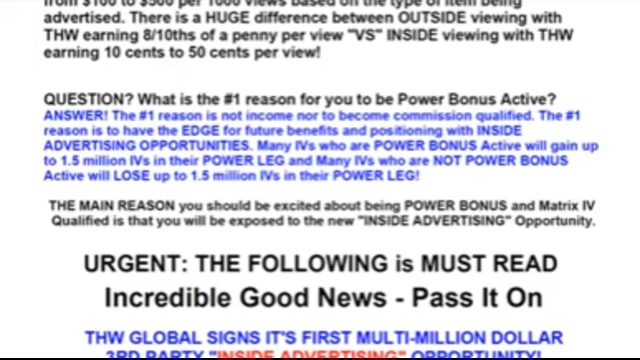 from $100 to $500 per 1000 views based on the type of item being
advertised. There is a HUGE difference between OUTSIDE viewing with
THW earning 8/10ths of a penny per view "VS" INSIDE viewing with THW
earning 10 cents to 50 cents per view!
QUESTION? What is the #1 reason for you to be Power Bonus Active?
ANSWER! The #1 reason is not income nor to become commission qualified. The #1
reason is to have the EDGE for future benefits and positioning with INSIDE
ADVERTISING OPPORTUNITIES. Many IVs who are POWER BONUS Active will gain up
to 1.5 million IVs in their POWER LEG and Many IVs who are NOT POWER BONUS
Active will LOSE up to 1.5 million IVs in their POWER LEG!
THE MAIN REASON you should be excited about being POWER BONUS and Matrix IV
Qualified is that you will be exposed to the new "INSIDE ADVERTISING" Opportunity.
URGENT: THE FOLLOWING is MUST READ
Incredible Good News - Pass It On
THW GLOBAL SIGNS IT'S FIRST MULTI-MILLION DOLLAR
3RD PARTY "INSIDE ADVERTISING" OPPORTUNITY!